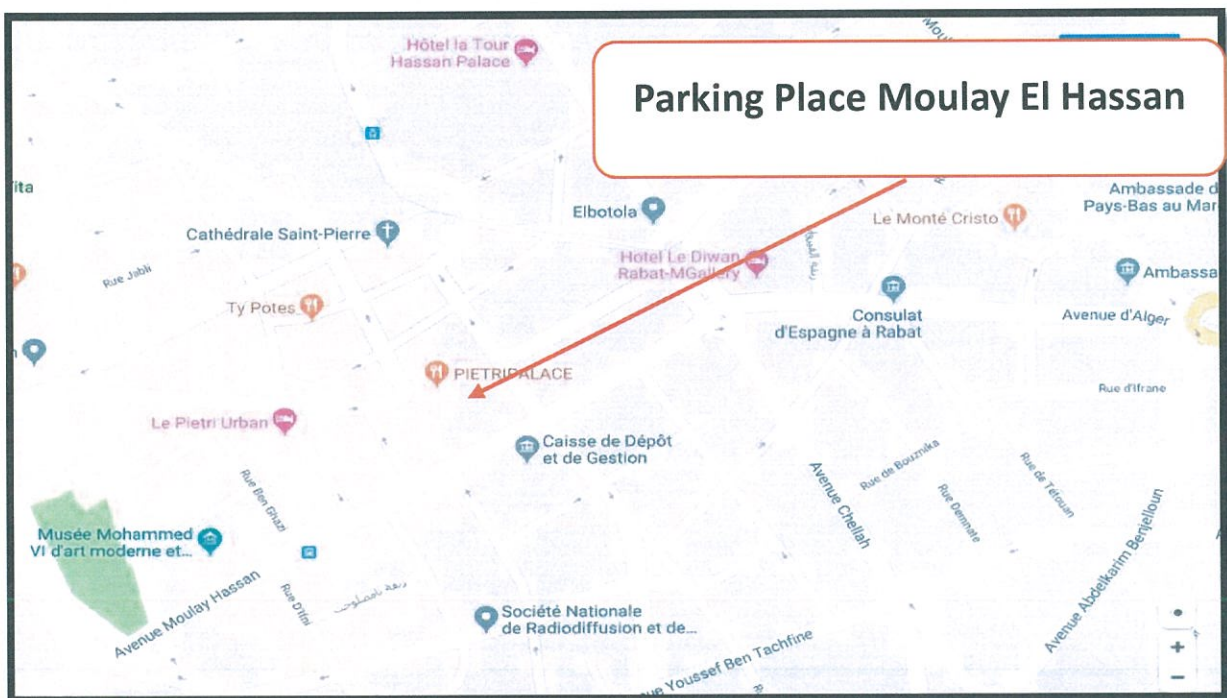 Parking Place Moulay El Hassan
Hôtel la Tour
Hassan Palace
Ambassade d
Pays-Bas au Mar
Elbotola
Le Monté Cristo
Cathédrale Saint-Pierre
Hotel Le Diwan
Rabat-MGallery
Rue Jabli
Ambassa
Ty Potes
Consulat
d'Espagne à Rabat
Avenue d'Alger
PIETRIPALACE
Rue d'Ifrane
Le Pietri Urban
Caisse de Dépôt
et de Gestion
Rue de Bouznika
Rue de Tétouan
Avenue Chellah
Rue Demnate
Rue Ben Ghazi
Musée Mohammed
VI d'art moderne et...
Avenue Abdelkarim Benjelloun
Rue D'Ifni
Avenue Moulay Hassan
Société Nationale
de Radiodiffusion et de...
ue Youssef Ben Tachfine